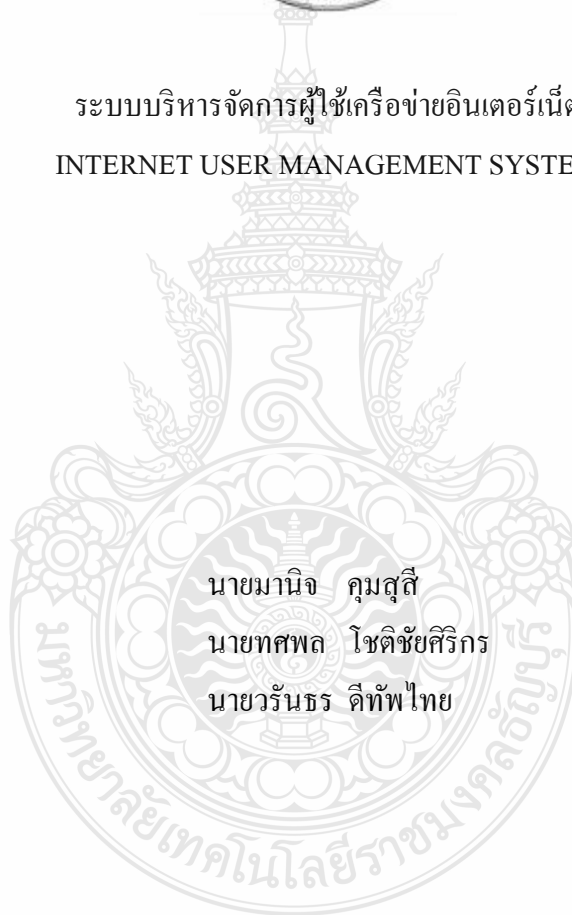 ระบบบริหารจัดการผู้ใช้เครือข่ายอินเตอร์เน็ต
INTERNET USER MANAGEMENT SYSTE
นายมานิจ คุมสุสี
นายทศพล โชติชัยศิริกร
นายวรันธร ดีทัพไทย
มหาวิทยาลัยเทคโนโลยีราชมงคลธัญบุรี